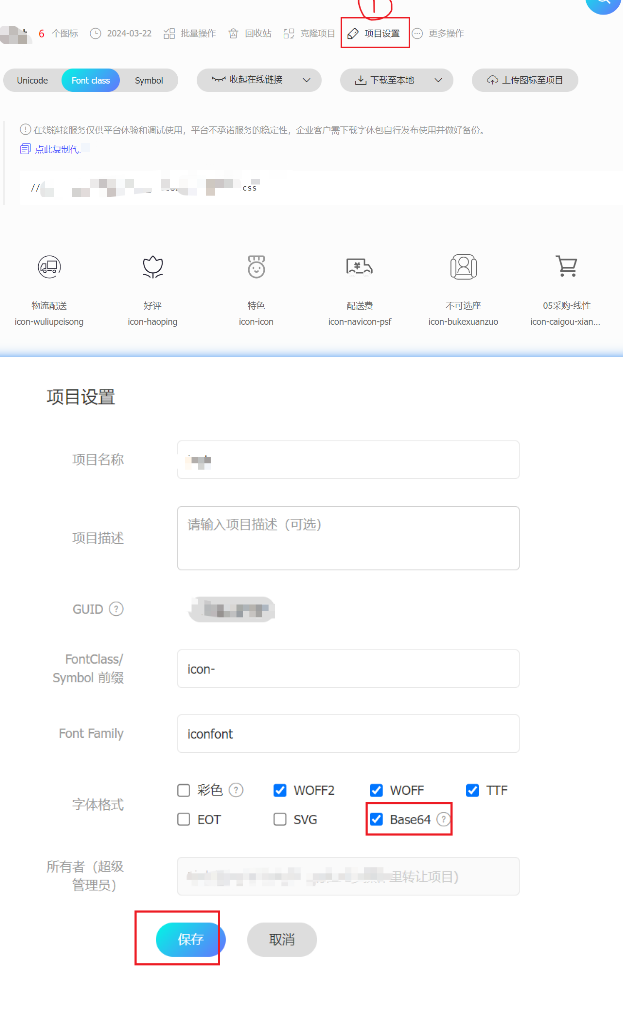 6 个图标 2024-03-22 批量操作 回收站 克隆项目 项目设置 更多操作
Unicode Font class Symbol 收起在线链接 下载至本地 上传图标至项目
在线链接服务仅供平台体验和调试使用，平台不承诺服务的稳定性，企业客户需下载字体包自行发布使用并做好备份。
点此复制代
// css
物流配送 好评 特色 配送费 不可选座 05采购-线性
icon-wuliupeisong icon-haoping icon-icon icon-navicon-psf icon-bukexuanzuo icon-caigou-xian...
项目设置
项目名称
项目描述 请输入项目描述（可选）
GUID ?
FontClass/
Symbol 前缀 icon-
Font Family iconfont
字体格式 彩色 ? WOFF2 WOFF TTF
EOT SVG Base64 ?
所有者（超级
管理员） 里转让项目）
保存 取消